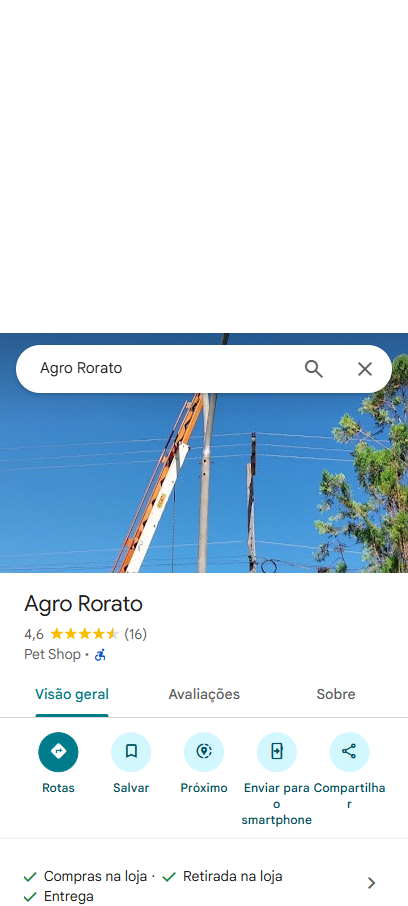 Agro Rorato
Agro Rorato
4,6 (16)
Pet Shop ·
Visão geral Avaliações Sobre
Rotas Salvar Próximo Enviar para o smartphone Compartilhar
Compras na loja · Retirada na loja
Entrega